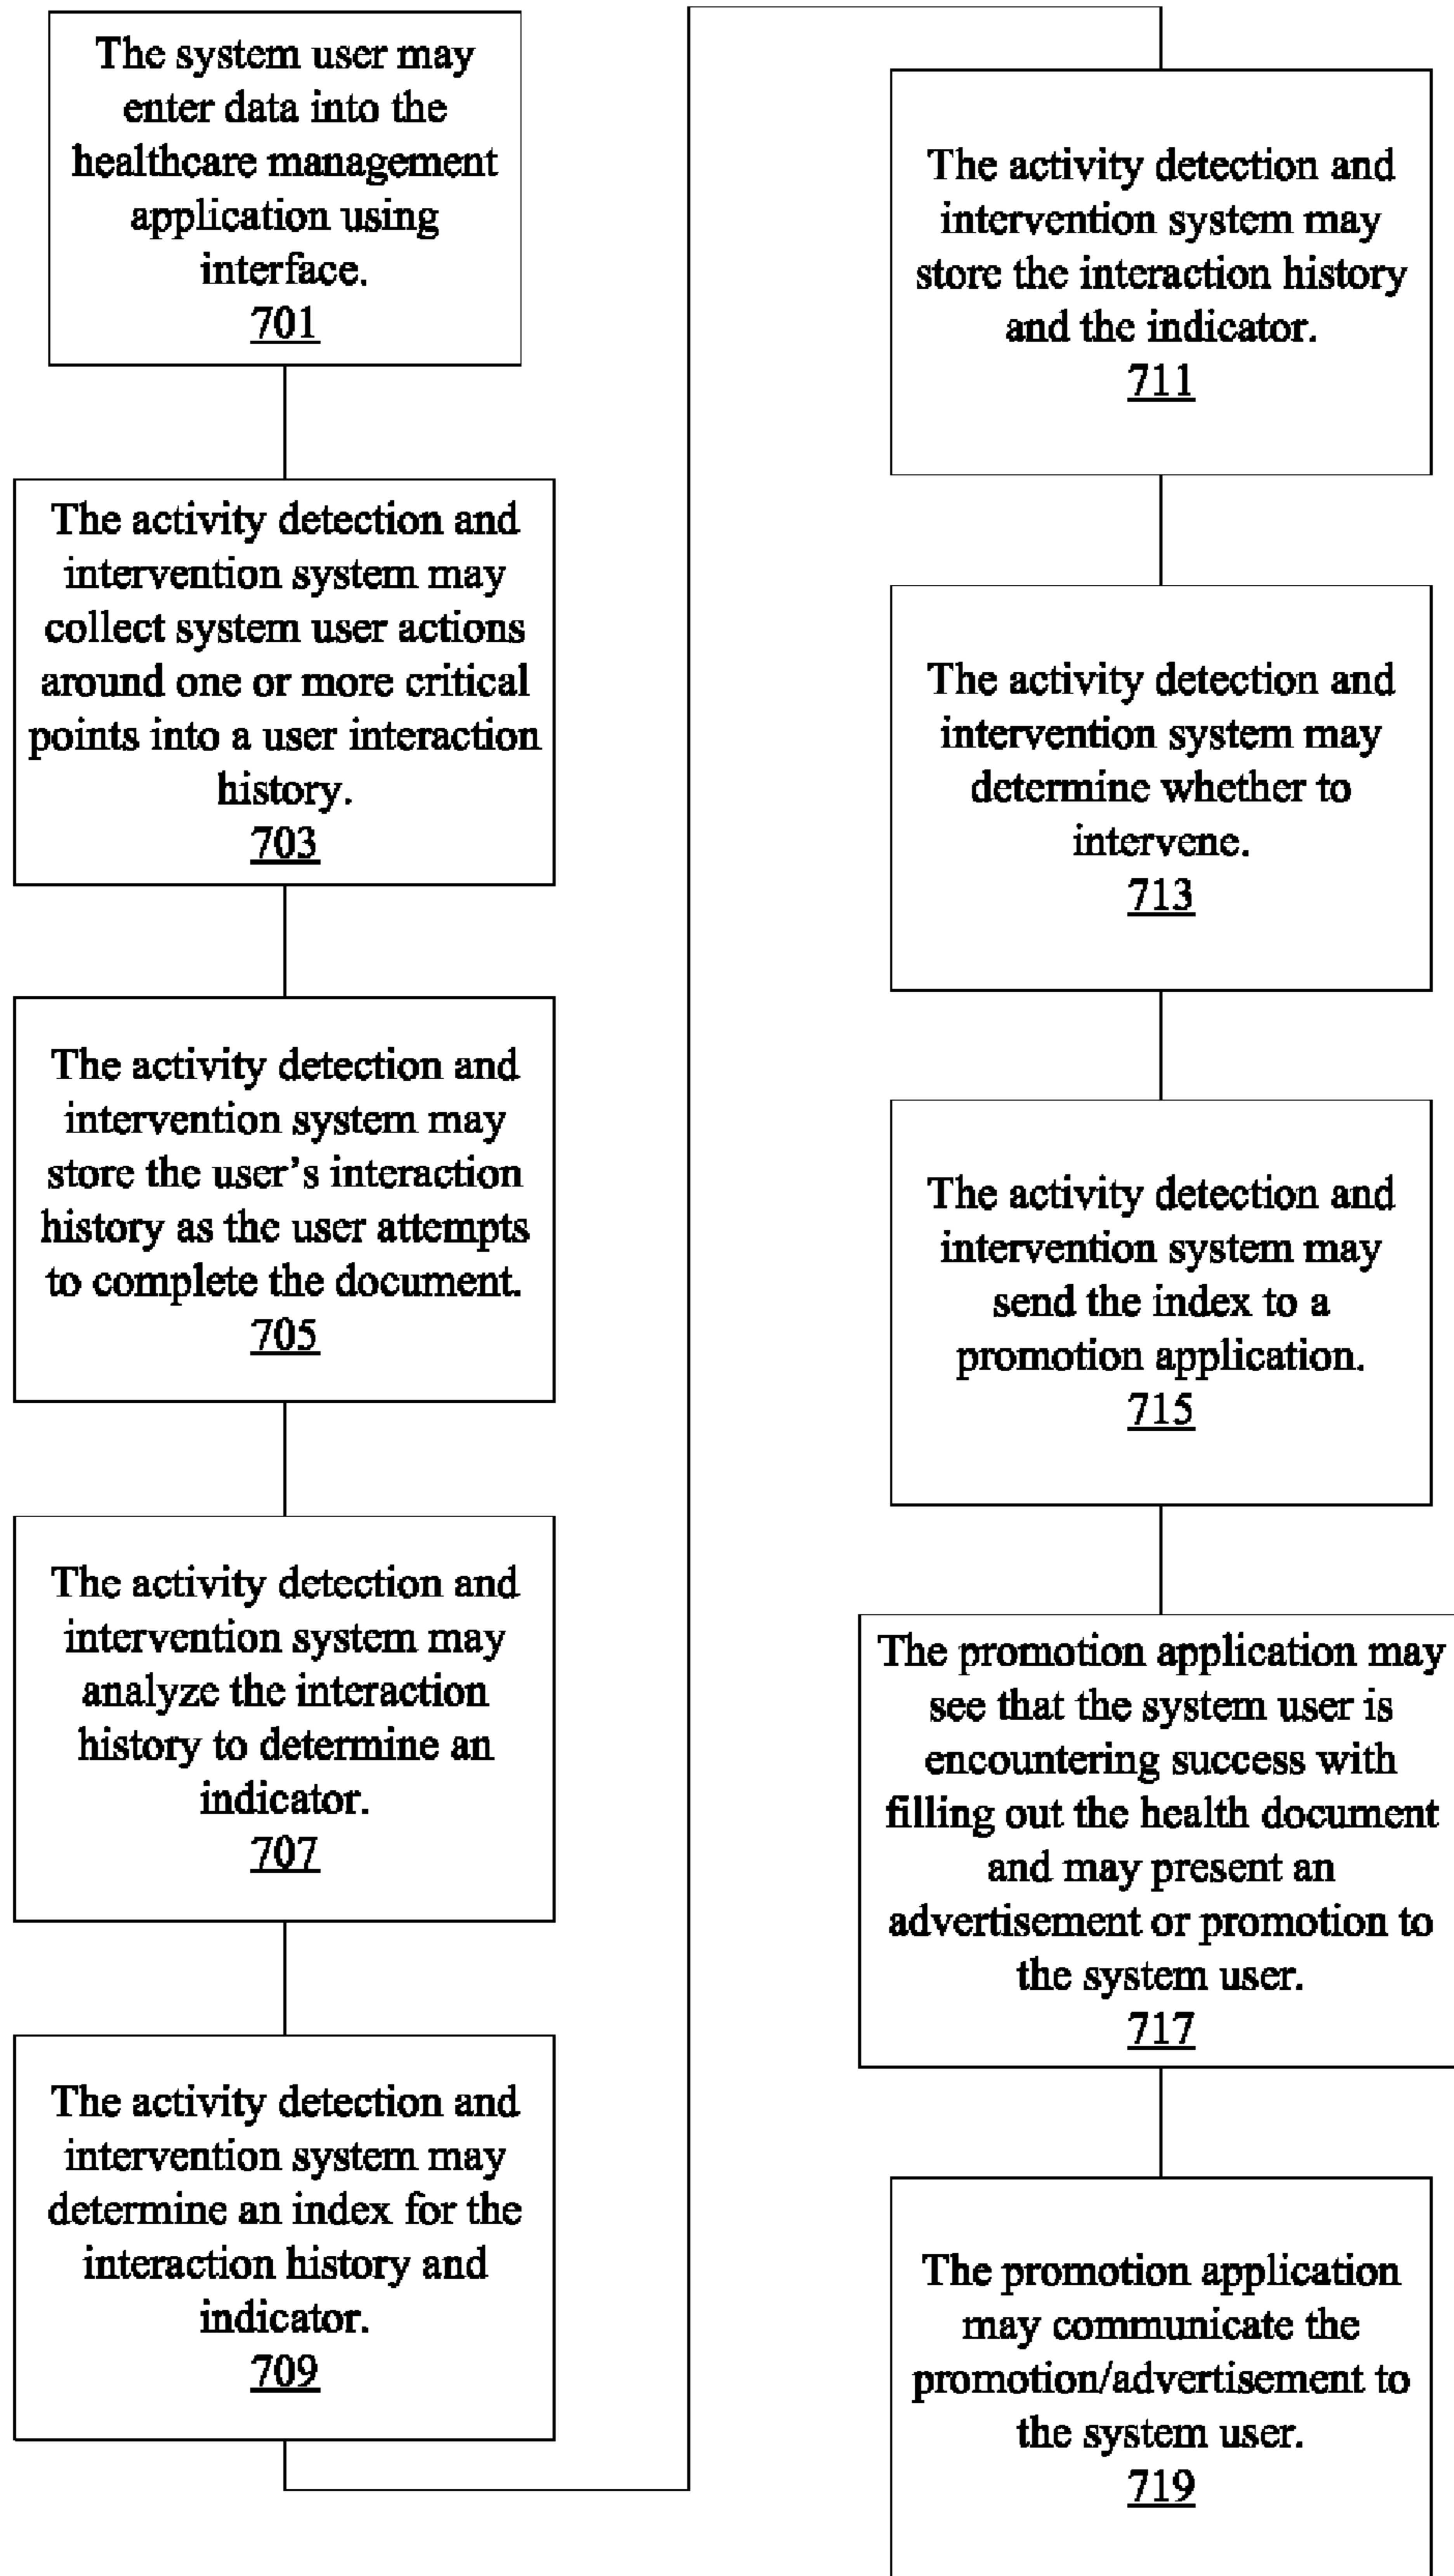 The system user may
enter data into the
healthcare management
application using
interface.
701
The activity detection and
intervention system may
collect system user actions
around one or more critical
points into a user interaction
history.
703
The activity detection and
intervention system may
store the user’s interaction
history as the user attempts
to complete the document.
705
The activity detection and
intervention system may
analyze the interaction
history to determine an
indicator.
707
The activity detection and
intervention system may
determine an index for the
interaction history and
indicator.
709
The activity detection and
intervention system may
store the interaction history
and the indicator.
711
The activity detection and
intervention system may
determine whether to
intervene.
713
The activity detection and
intervention system may
send the index to a
promotion application.
715
The promotion application may
see that the system user is
encountering success with
filling out the health document
and may present an
advertisement or promotion to
the system user.
717
The promotion application
may communicate the
promotion/advertisement to
the system user.
719